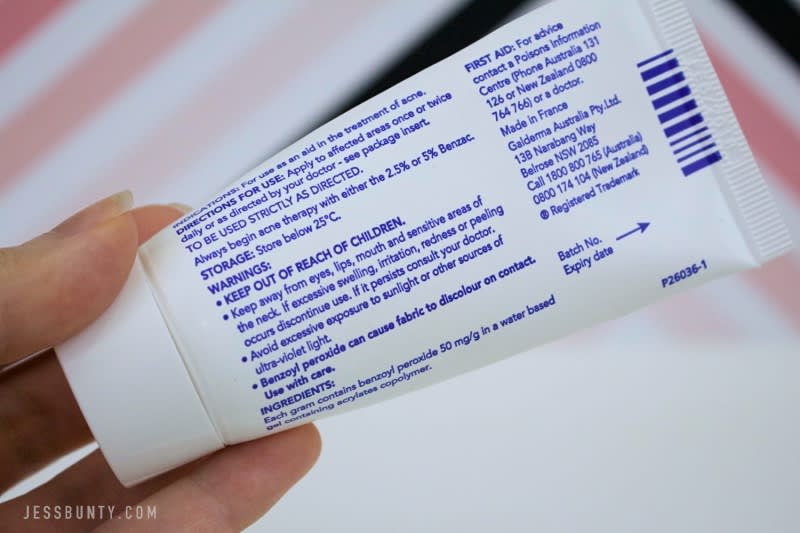 INDICATIONS: For use as an aid in the treatment of acne.
DIRECTIONS FOR USE: Apply to affected areas once or twice
daily or as directed by your doctor - see package insert.
TO BE USED STRICTLY AS DIRECTED.
Always begin acne therapy with either the 2.5% or 5% Benzac.
STORAGE: Store below 25°C.
WARNINGS:
• KEEP OUT OF REACH OF CHILDREN.
• Keep away from eyes, lips, mouth and sensitive areas of
the neck. If excessive swelling, irritation, redness or peeling
occurs discontinue use. If it persists consult your doctor.
• Avoid excessive exposure to sunlight or other sources of
ultra-violet light.
• Benzoyl peroxide can cause fabric to discolour on contact.
Use with care.
INGREDIENTS:
Each gram contains benzoyl peroxide 50 mg/g in a water based
gel containing acrylates copolymer.
FIRST AID: For advice
contact a Poisons Information
Centre (Phone Australia 131
126 or New Zealand 0800
764 766) or a doctor.
Made in France
Galderma Australia Pty.Ltd.
13B Narabang Way
Belrose NSW 2085
Call 1800 800 765 (Australia)
0800 174 104 (New Zealand)
® Registered Trademark
Batch No.
Expiry date
P26036-1
JESSBUNTY.COM